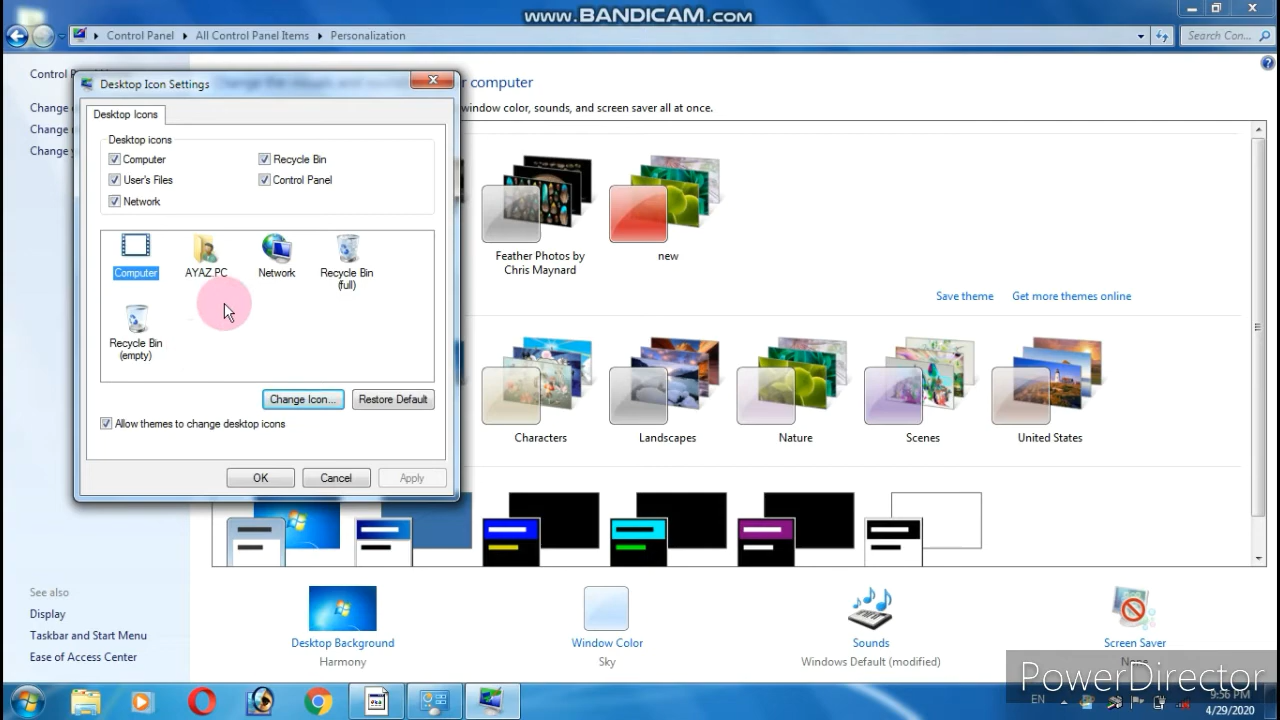 www.BANDICAM.com
Control Panel
All Control Panel Items
Personalization
Search Con...
Desktop Icon Settings
computer
window color, sounds, and screen saver all at once.
Desktop Icons
Desktop icons
Computer
Recycle Bin
User's Files
Control Panel
Network
Computer
AYAZ.PC
Network
Recycle Bin
(full)
Recycle Bin
(empty)
Change Icon...
Restore Default
Allow themes to change desktop icons
OK
Cancel
Apply
Control
Change
Change
Change
Feather Photos by
Chris Maynard
new
Save theme
Get more themes online
Characters
Landscapes
Nature
Scenes
United States
See also
Display
Taskbar and Start Menu
Ease of Access Center
Desktop Background
Harmony
Window Color
Sky
Sounds
Windows Default (modified)
Screen Saver
None
PowerDirector
EN
9:56 PM
4/29/2020